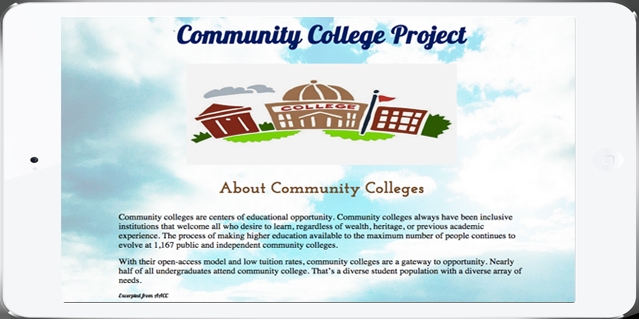 Community College Project
COLLEGE
About Community Colleges
Community colleges are centers of educational opportunity. Community colleges always have been inclusive
institutions that welcome all who desire to learn, regardless of wealth, heritage, or previous academic
experience. The process of making higher education available to the maximum number of people continues to
evolve at 1,167 public and independent community colleges.
With their open-access model and low tuition rates, community colleges are a gateway to opportunity. Nearly
half of all undergraduates attend community college. That's a diverse student population with a diverse array of
needs.
Excerpted from AACC